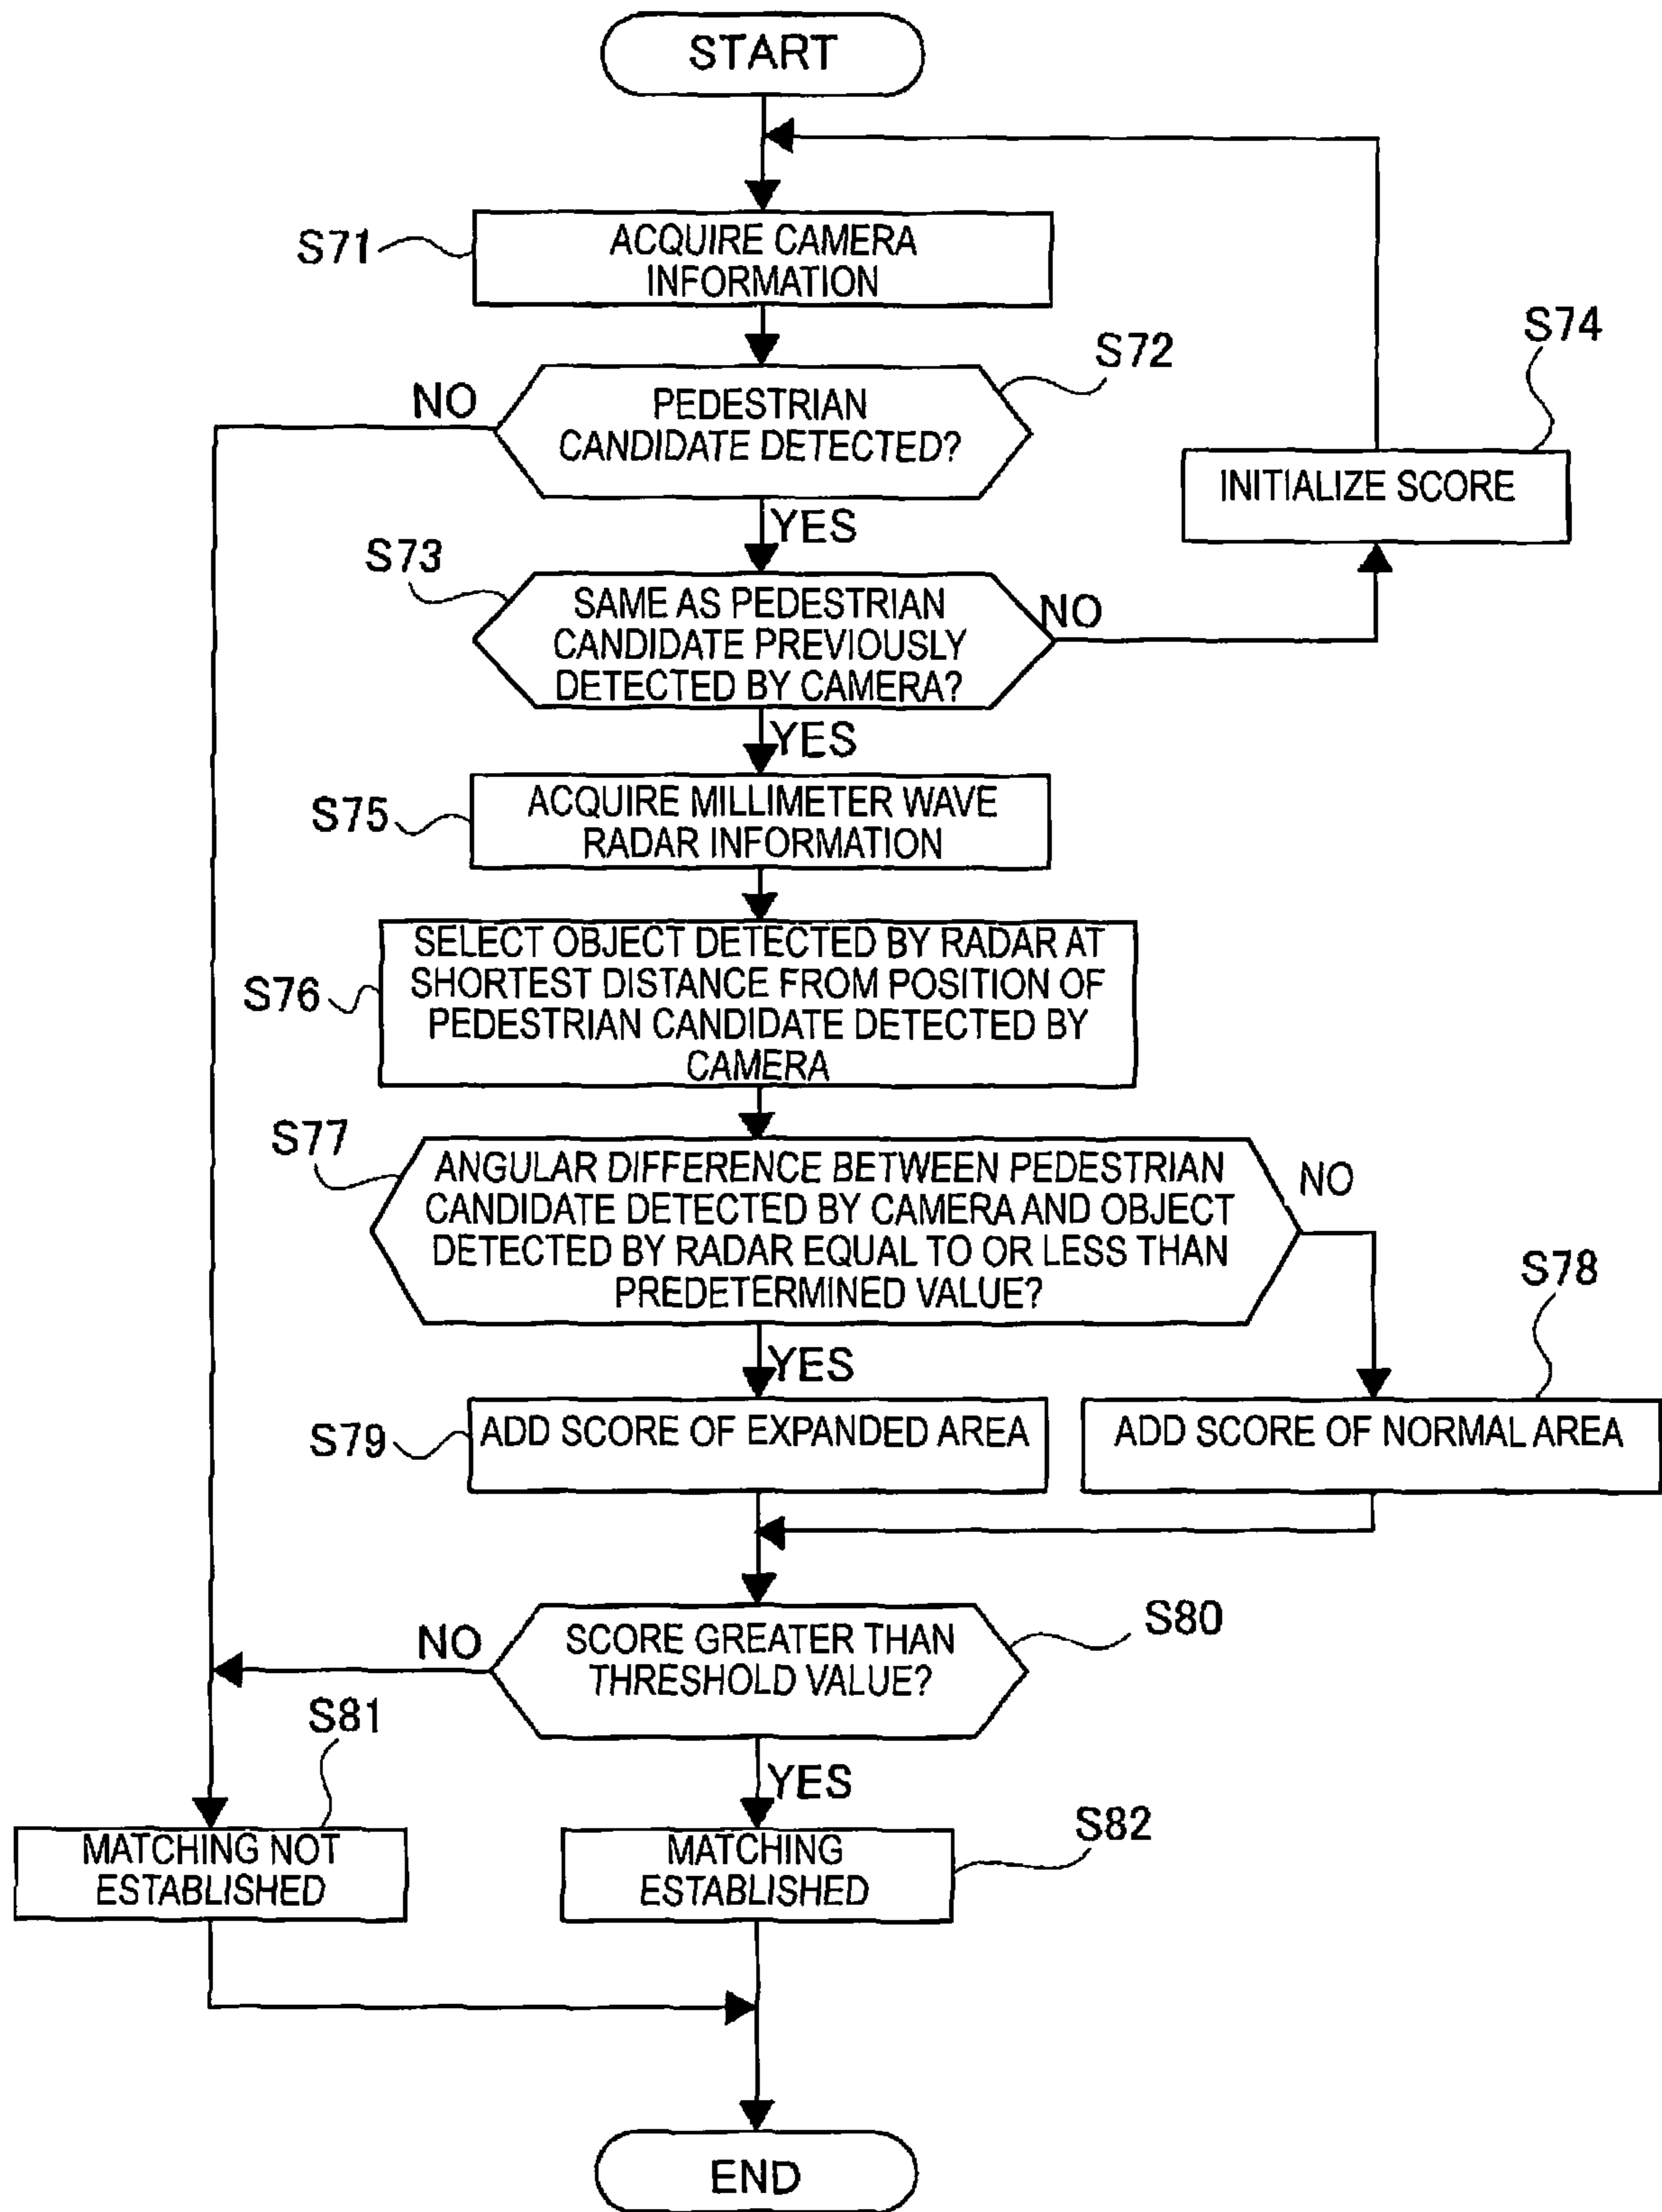 START
S71
ACQUIRE CAMERA
INFORMATION
S72
NO
PEDESTRIAN
CANDIDATE DETECTED?
YES
S74
INITIALIZE SCORE
S73
SAME AS PEDESTRIAN
CANDIDATE PREVIOUSLY
DETECTED BY CAMERA?
NO
YES
S75
ACQUIRE MILLIMETER WAVE
RADAR INFORMATION
S76
SELECT OBJECT DETECTED BY RADAR AT
SHORTEST DISTANCE FROM POSITION OF
PEDESTRIAN CANDIDATE DETECTED BY
CAMERA
S77
ANGULAR DIFFERENCE BETWEEN PEDESTRIAN
CANDIDATE DETECTED BY CAMERA AND OBJECT
DETECTED BY RADAR EQUAL TO OR LESS THAN
PREDETERMINED VALUE?
NO
YES
S78
S79
ADD SCORE OF EXPANDED AREA
ADD SCORE OF NORMAL AREA
S80
NO
SCORE GREATER THAN
THRESHOLD VALUE?
YES
S81
MATCHING NOT
ESTABLISHED
S82
MATCHING
ESTABLISHED
END